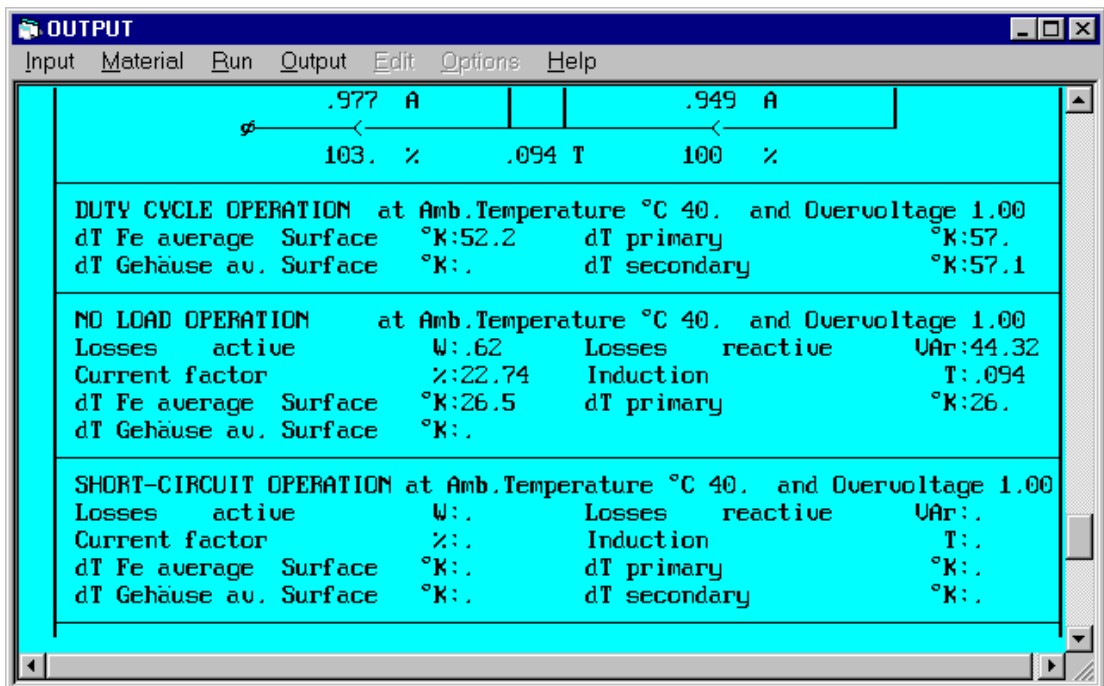 OUTPUT
Input Material Run Output Edit Options Help
.977 A .949 A
103. % .094 T 100 %
DUTY CYCLE OPERATION at Amb.Temperature °C 40. and Overvoltage 1.00
dT Fe average Surface °K:52.2 dT primary °K:57.
dT Gehäuse av. Surface °K:. dT secondary °K:57.1
NO LOAD OPERATION at Amb.Temperature °C 40. and Overvoltage 1.00
Losses active W:.62 Losses reactive VAr:44.32
Current factor %:22.74 Induction T:.094
dT Fe average Surface °K:26.5 dT primary °K:26.
dT Gehäuse av. Surface °K:.
SHORT-CIRCUIT OPERATION at Amb.Temperature °C 40. and Overvoltage 1.00
Losses active W:. Losses reactive VAr:.
Current factor %:. Induction T:.
dT Fe average Surface °K:. dT primary °K:.
dT Gehäuse av. Surface °K:. dT secondary °K:.